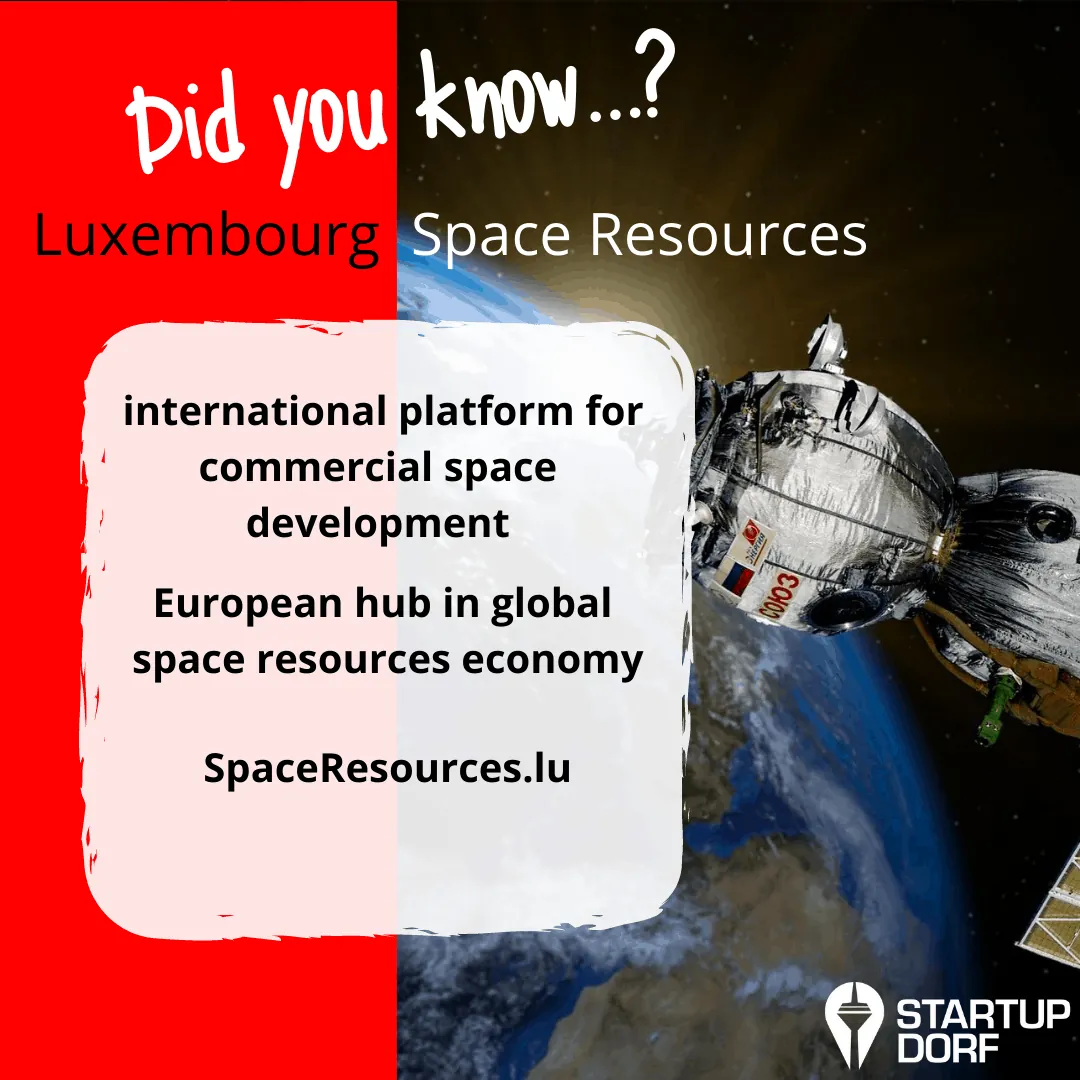 Did you know...?
Luxembourg Space Resources
international platform for
commercial space
development
European hub in global
space resources economy
SpaceResources.lu
ЭНЕРГИЯ
СОЮЗ
STARTUP
DORF